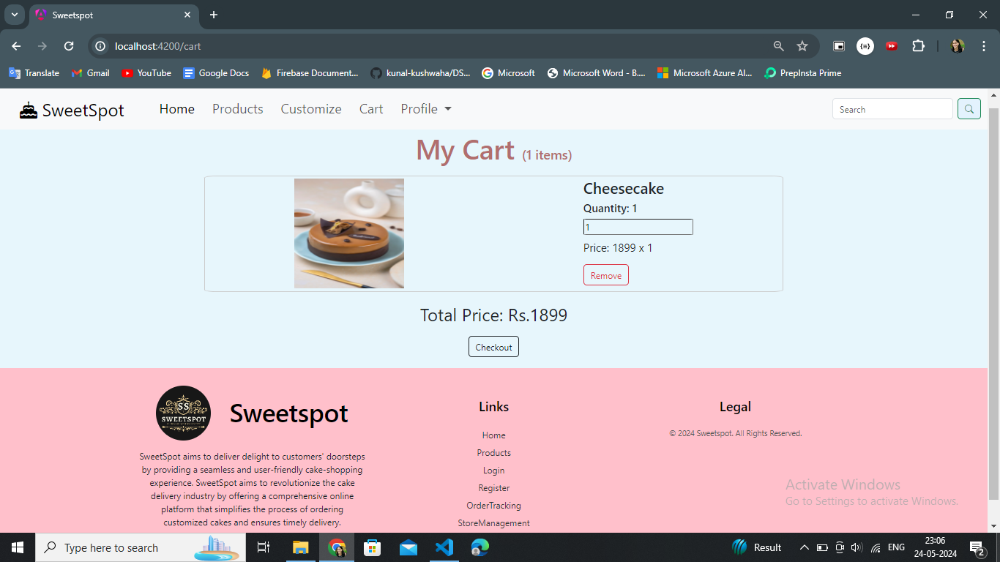 Sweetspot
localhost:4200/cart
Translate
Gmail
YouTube
Google Docs
Firebase Document...
kunal-kushwaha/DS...
Microsoft
Microsoft Word - B....
Microsoft Azure AI...
PrepInsta Prime
SweetSpot
Home
Products
Customize
Cart
Profile
Search
My Cart (1 items)
Cheesecake
Quantity: 1
1
Price: 1899 x 1
Remove
Total Price: Rs.1899
Checkout
SS
SWEETSPOT
Sweetspot
SweetSpot aims to deliver delight to customers' doorsteps
by providing a seamless and user-friendly cake-shopping
experience. SweetSpot aims to revolutionize the cake
delivery industry by offering a comprehensive online
platform that simplifies the process of ordering
customized cakes and ensures timely delivery.
Links
Home
Products
Login
Register
OrderTracking
StoreManagement
Legal
© 2024 Sweetspot. All Rights Reserved.
Activate Windows
Go to Settings to activate Windows.
Type here to search
Result
ENG
23:06
24-05-2024
2